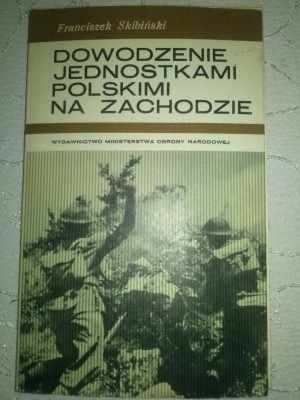 Franciszek Skibiński
DOWODZENIE
JEDNOSTKAMI
POLSKIMI
NA ZACHODZIE
WYDAWNICTWO MINISTERSTWA OBRONY NARODOWEJ